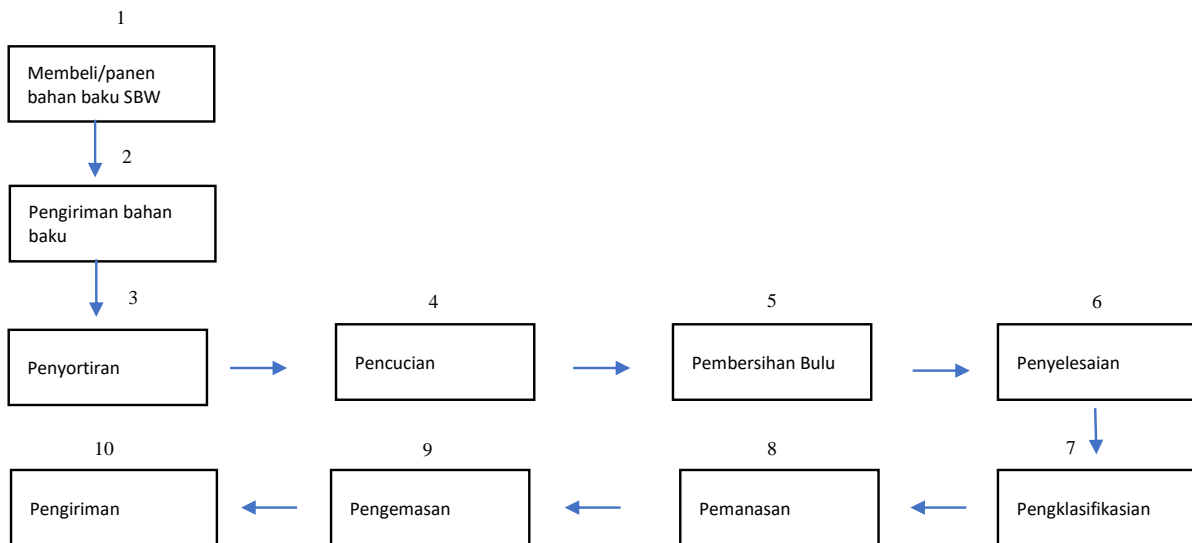 1
Membeli/panen
bahan baku SBW
2
Pengiriman bahan
baku
3
Penyortiran
4
Pencucian
5
Pembersihan Bulu
6
Penyelesaian
7
Pengklasifikasian
8
Pemanasan
9
Pengemasan
10
Pengiriman